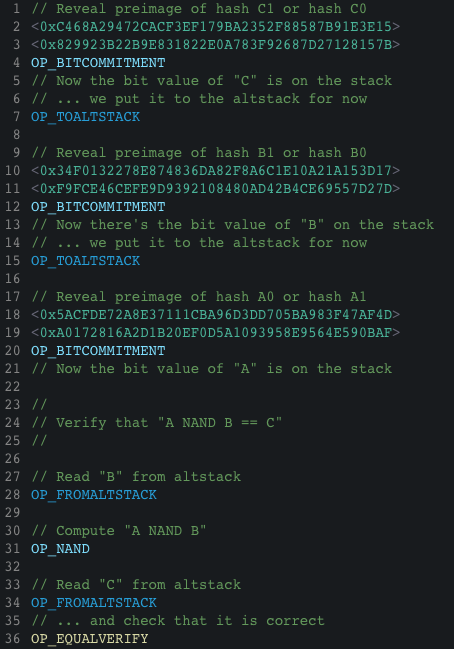 1 // Reveal preimage of hash C1 or hash C0
2 <0xC468A29472CACF3EF179BA2352F88587B91E3E15>
3 <0x829923B22B9E831822E0A783F92687D27128157B>
4 OP_BITCOMMITMENT
5 // Now the bit value of "C" is on the stack
6 // ... we put it to the altstack for now
7 OP_TOALTSTACK
8
9 // Reveal preimage of hash B1 or hash B0
10 <0x34F0132278E874836DA82F8A6C1E10A21A153D17>
11 <0xF9FCE46CEFE9D9392108480AD42B4CE69557D27D>
12 OP_BITCOMMITMENT
13 // Now there's the bit value of "B" on the stack
14 // ... we put it to the altstack for now
15 OP_TOALTSTACK
16
17 // Reveal preimage of hash A0 or hash A1
18 <0x5ACFDE72A8E37111CBA96D3DD705BA983F47AF4D>
19 <0xA0172816A2D1B20EF0D5A1093958E9564E590BAF>
20 OP_BITCOMMITMENT
21 // Now the bit value of "A" is on the stack
22
23 //
24 // Verify that "A NAND B == C"
25 //
26
27 // Read "B" from altstack
28 OP_FROMALTSTACK
29
30 // Compute "A NAND B"
31 OP_NAND
32
33 // Read "C" from altstack
34 OP_FROMALTSTACK
35 // ... and check that it is correct
36 OP_EQUALVERIFY